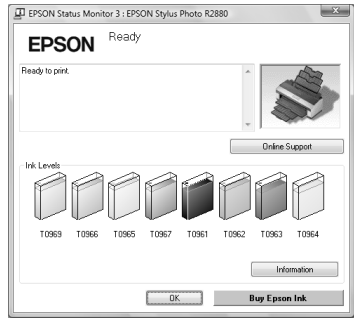 EPSON Status Monitor 3 : EPSON Stylus Photo R2880
EPSON
Ready
Ready to print.
Online Support
Ink Levels
T0969 T0966 T0965 T0967 T0961 T0962 T0963 T0964
Information
OK
Buy Epson Ink